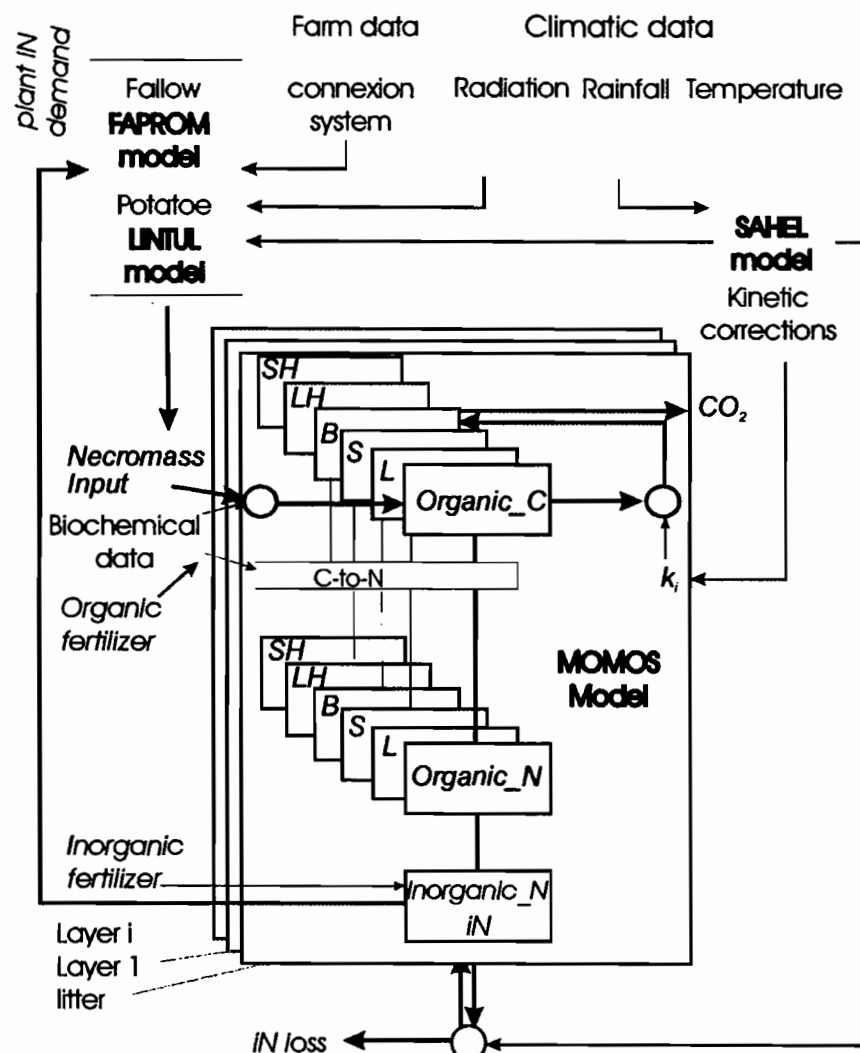 plant IN
demand
Farm data
Climatic data
Fallow
FAPROM
model
connexion
system
Radiation
Rainfall
Temperature
Potatoe
LINTUL
model
SAHEL
model
Kinetic
corrections
SH
LH
B
S
L
Organic_C
CO2
Necromass
Input
Biochemical
data
C-to-N
ki
Organic
fertilizer
SH
LH
B
S
L
Organic_N
MOMOS
Model
Inorganic
fertilizer
Inorganic_N
iN
Layer i
Layer 1
litter
iN loss